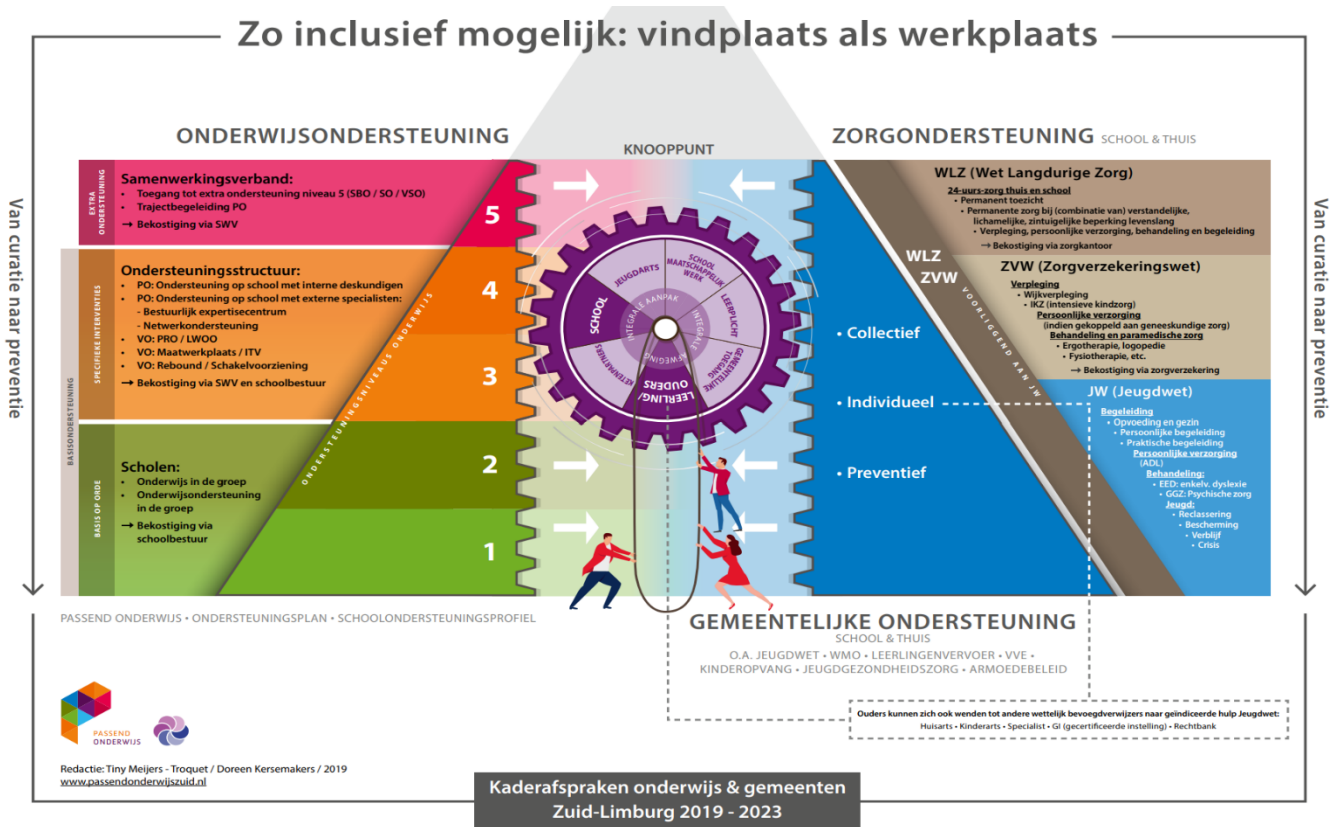 Zo inclusief mogelijk: vindplaats als werkplaats
Van curatie naar preventie
ONDERWIJSONDERSTEUNING
EXTRA
ONDERSTEUNING
Samenwerkingsverband:
• Toegang tot extra ondersteuning niveau 5 (SBO / SO / VSO)
• Trajectbegeleiding PO
→ Bekostiging via SWV
BASISONDERSTEUNING
SPECIFIEKE INTERVENTIES
Ondersteuningsstructuur:
• PO: Ondersteuning op school met interne deskundigen
• PO: Ondersteuning op school met externe specialisten:
- Bestuurlijk expertisecentrum
- Netwerkondersteuning
• VO: PRO / LWOO
• VO: Maatwerkplaats / ITV
• VO: Rebound / Schakelvoorziening
→ Bekostiging via SWV en schoolbestuur
BASIS OP ORDE
Scholen:
• Onderwijs in de groep
• Onderwijsondersteuning
in de groep
→ Bekostiging via
schoolbestuur
ONDERSTEUNINGSNIVEAUS ONDERWIJS
5
4
3
2
1
PASSEND ONDERWIJS • ONDERSTEUNINGSPLAN • SCHOOLONDERSTEUNINGSPROFIEL
KNOOPPUNT
SCHOOL
JEUGDARTS
SCHOOL
MAATSCHAPPELIJK
WERK
LEERPLICHT
GEMEENTELIJKE
TOEGANG
LEERLING/
OUDERS
KETENPARTNERS
INTEGRALE AANPAK
INTEGRALE AFWEGING
ZORGONDERSTEUNING SCHOOL & THUIS
• Collectief
• Individueel
• Preventief
WLZ
ZVW
VOORLIGGEND AAN JW
WLZ (Wet Langdurige Zorg)
24-uurs-zorg thuis en school
• Permanent toezicht
• Permanente zorg bij (combinatie van) verstandelijke,
lichamelijke, zintuigelijke beperking levenslang
• Verpleging, persoonlijke verzorging, behandeling en begeleiding
→ Bekostiging via zorgkantoor
ZVW (Zorgverzekeringswet)
Verpleging
• Wijkverpleging
• IKZ (intensieve kindzorg)
Persoonlijke verzorging
(indien gekoppeld aan geneeskundige zorg)
Behandeling en paramedische zorg
• Ergotherapie, logopedie
• Fysiotherapie, etc.
→ Bekostiging via zorgverzekering
JW (Jeugdwet)
Begeleiding
• Opvoeding en gezin
• Persoonlijke begeleiding
• Praktische begeleiding
Persoonlijke verzorging
(ADL)
Behandeling:
• EED: enkelv. dyslexie
• GGZ: Psychische zorg
Jeugd:
• Reclassering
• Bescherming
• Verblijf
• Crisis
Van curatie naar preventie
GEMEENTELIJKE ONDERSTEUNING
SCHOOL & THUIS
O.A. JEUGDWET • WMO • LEERLINGENVERVOER • VVE •
KINDEROPVANG • JEUGDGEZONDHEIDSZORG • ARMOEDEBELEID
Ouders kunnen zich ook wenden tot andere wettelijk bevoegdverwijzers naar geïndiceerde hulp Jeugdwet:
Huisarts • Kinderarts • Specialist • GI (gecertificeerde instelling) • Rechtbank
PASSEND
ONDERWIJS
Redactie: Tiny Meijers - Troquet / Doreen Kersemakers / 2019
www.passendonderwijszuid.nl
Kaderafspraken onderwijs & gemeenten
Zuid-Limburg 2019 - 2023